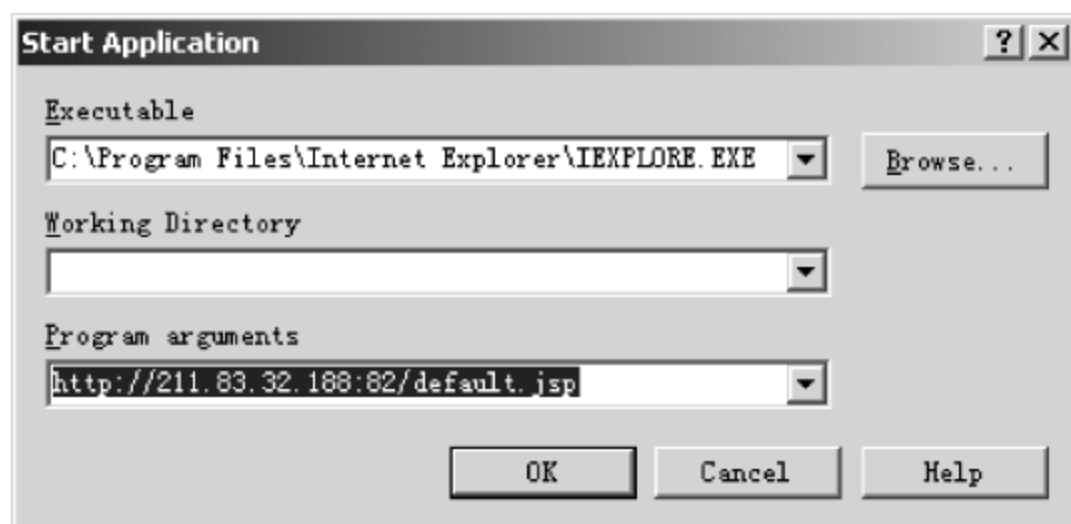 Start Application
Executable
C:\Program Files\Internet Explorer\IEXPLORE.EXE
Browse...
Working Directory
Program arguments
http://211.83.32.188:82/default.jsp
OK
Cancel
Help